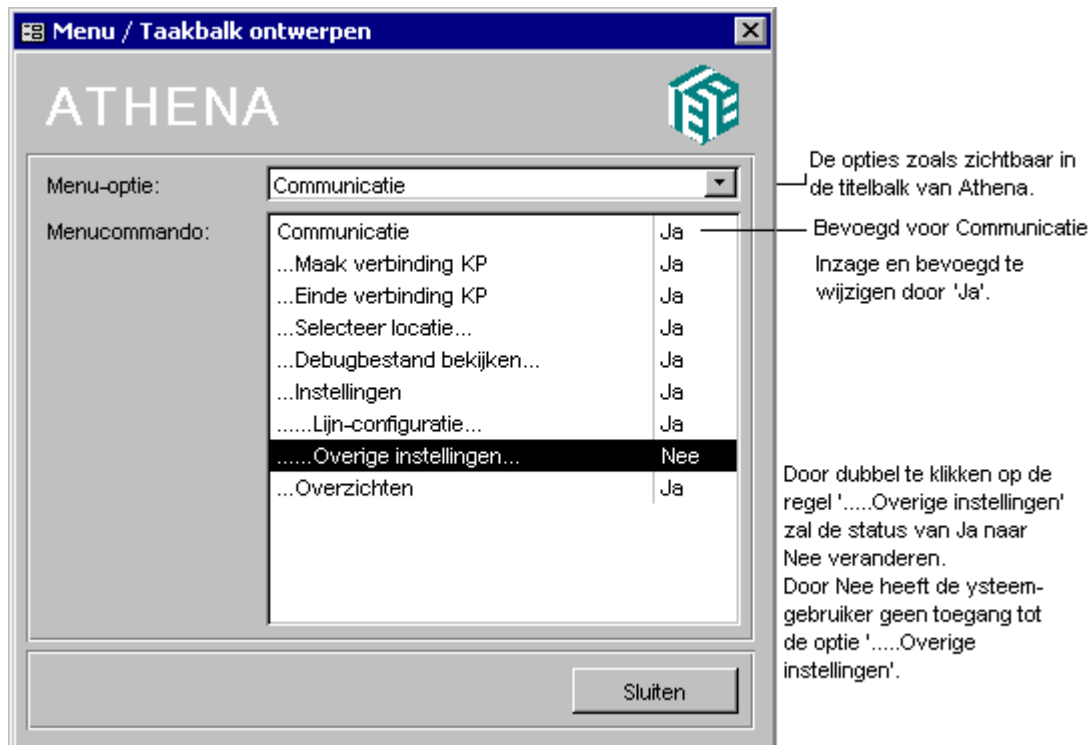 Menu / Taakbalk ontwerpen
ATHENA
Menu-optie: Communicatie
Menucommando:
Communicatie Ja
...Maak verbinding KP Ja
...Einde verbinding KP Ja
...Selecteer locatie... Ja
...Debugbestand bekijken... Ja
...Instellingen Ja
......Lijn-configuratie... Ja
......Overige instellingen... Nee
...Overzichten Ja
Sluiten
De opties zoals zichtbaar in
de titelbalk van Athena.
Bevoegd voor Communicatie
Inzage en bevoegd te
wijzigen door 'Ja'.
Door dubbel te klikken op de
regel '.....Overige instellingen'
zal de status van Ja naar
Nee veranderen.
Door Nee heeft de ysteem-
gebruiker geen toegang tot
de optie '.....Overige
instellingen'.